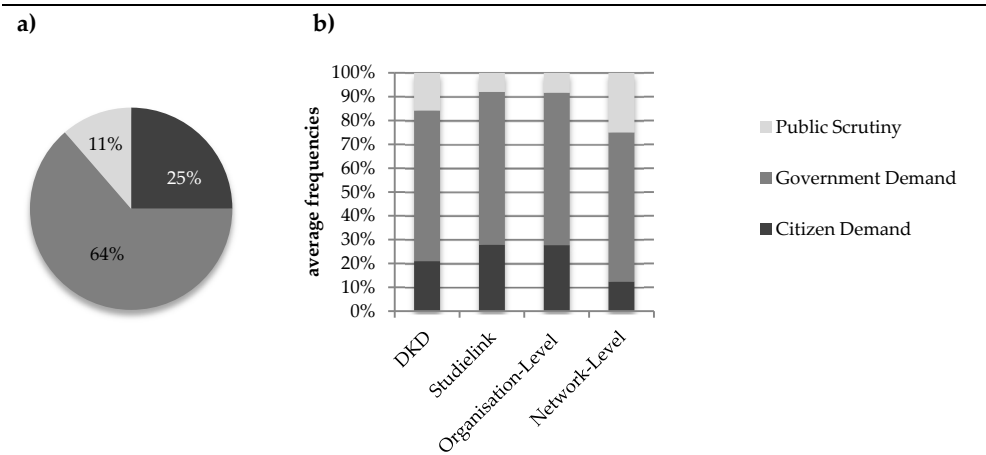 a)
11%
25%
64%
b)
average frequencies
100%
90%
80%
70%
60%
50%
40%
30%
20%
10%
0%
DKD
Studielink
Organisation-Level
Network-Level
Public Scrutiny
Government Demand
Citizen Demand